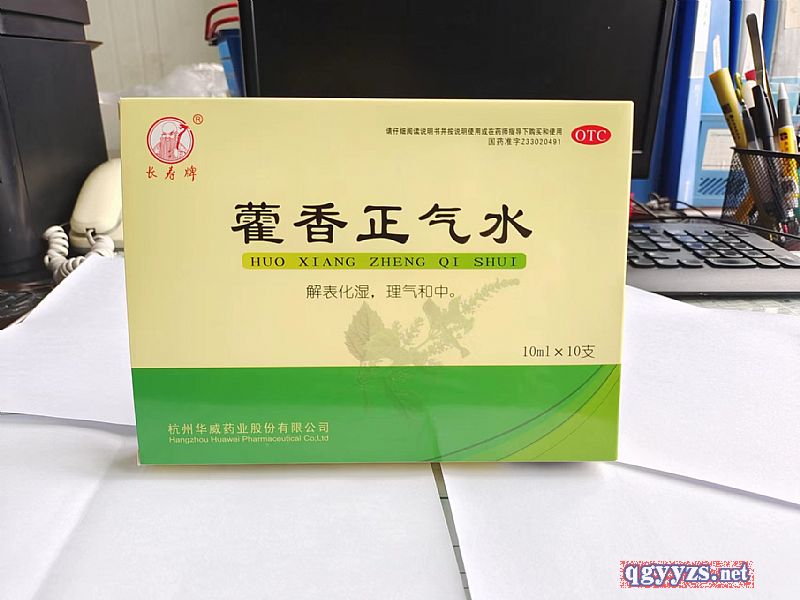 ®
长寿牌
请仔细阅读说明书并按说明使用或在药师指导下购买和使用
国药准字Z33020491
OTC
藿香正气水
HUO XIANG ZHENG QI SHUI
解表化湿，理气和中。
10ml×10支
杭州华威药业股份有限公司
Hangzhou Huawei Pharmaceutical Co;Ltd
qgyyzs.net